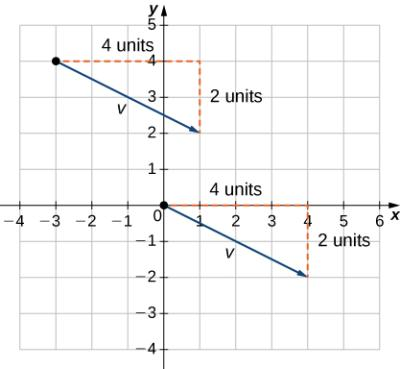 y
5
4 units
4
3
2 units
v
2
1
4 units
−4 −3 −2 −1 0 1 2 3 4 5 6 x
−1
2 units
v
−2
−3
−4